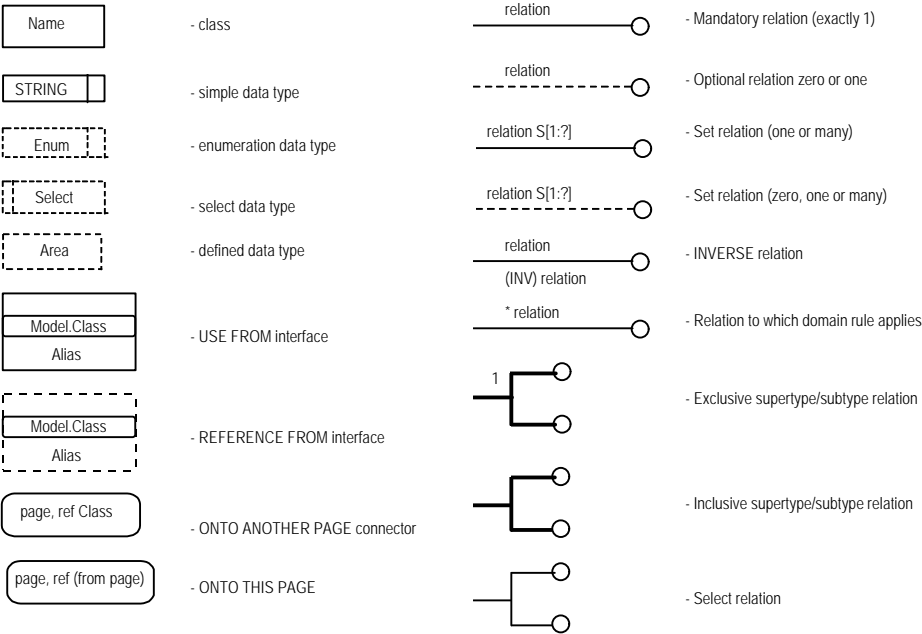 Name
- class
STRING
- simple data type
Enum
- enumeration data type
Select
- select data type
Area
- defined data type
Model.Class
Alias
- USE FROM interface
Model.Class
Alias
- REFERENCE FROM interface
page, ref Class
- ONTO ANOTHER PAGE connector
page, ref (from page)
- ONTO THIS PAGE
relation
- Mandatory relation (exactly 1)
relation
- Optional relation zero or one
relation S[1:?]
- Set relation (one or many)
relation S[1:?]
- Set relation (zero, one or many)
relation
(INV) relation
- INVERSE relation
* relation
- Relation to which domain rule applies
1
- Exclusive supertype/subtype relation
- Inclusive supertype/subtype relation
- Select relation